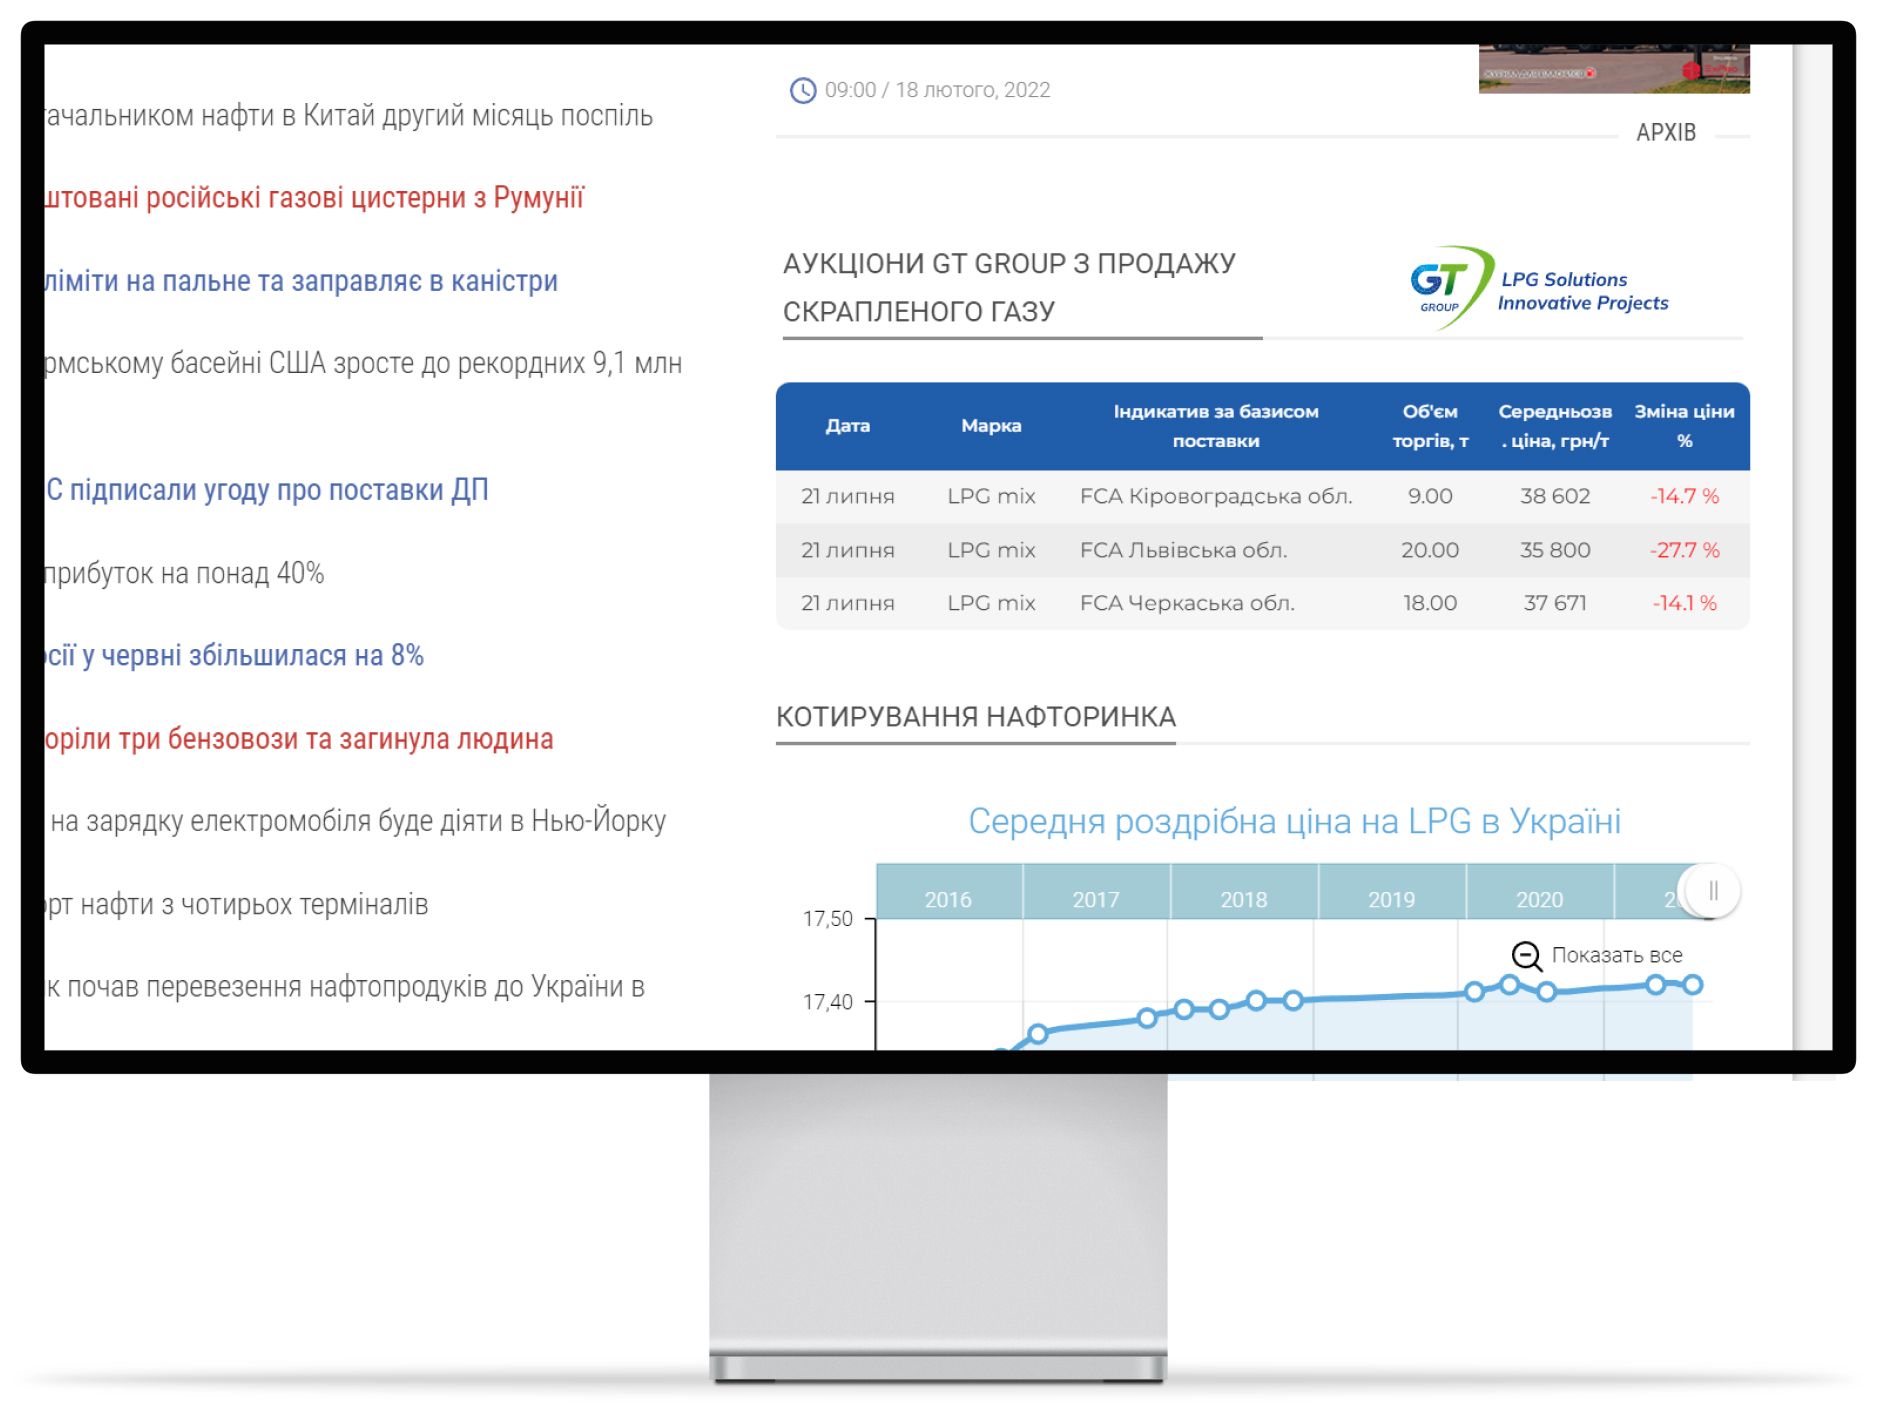 тачальником нафти в Китай другий місяць поспіль
штовані російські газові цистерни з Румунії
ліміти на пальне та заправляє в каністри
рмському басейні США зросте до рекордних 9,1 млн
С підписали угоду про поставки ДП
прибуток на понад 40%
осії у червні збільшилася на 8%
оріли три бензовози та загинула людина
на зарядку електромобіля буде діяти в Нью-Йорку
орт нафти з чотирьох терміналів
к почав перевезення нафтопродуків до України в
09:00 / 18 лютого, 2022
АРХІВ
АУКЦІОНИ GT GROUP З ПРОДАЖУ
СКРАПЛЕНОГО ГАЗУ
GT
GROUP
LPG Solutions
Innovative Projects
Дата Марка Індикатив за базисом поставки Об'єм торгів, т Середньозв . ціна, грн/т Зміна ціни %
21 липня LPG mix FCA Кіровоградська обл. 9.00 38 602 -14.7 %
21 липня LPG mix FCA Львівська обл. 20.00 35 800 -27.7 %
21 липня LPG mix FCA Черкаська обл. 18.00 37 671 -14.1 %
КОТИРУВАННЯ НАФТОРИНКА
Середня роздрібна ціна на LPG в Україні
2016 2017 2018 2019 2020
17,50
Показать все
17,40